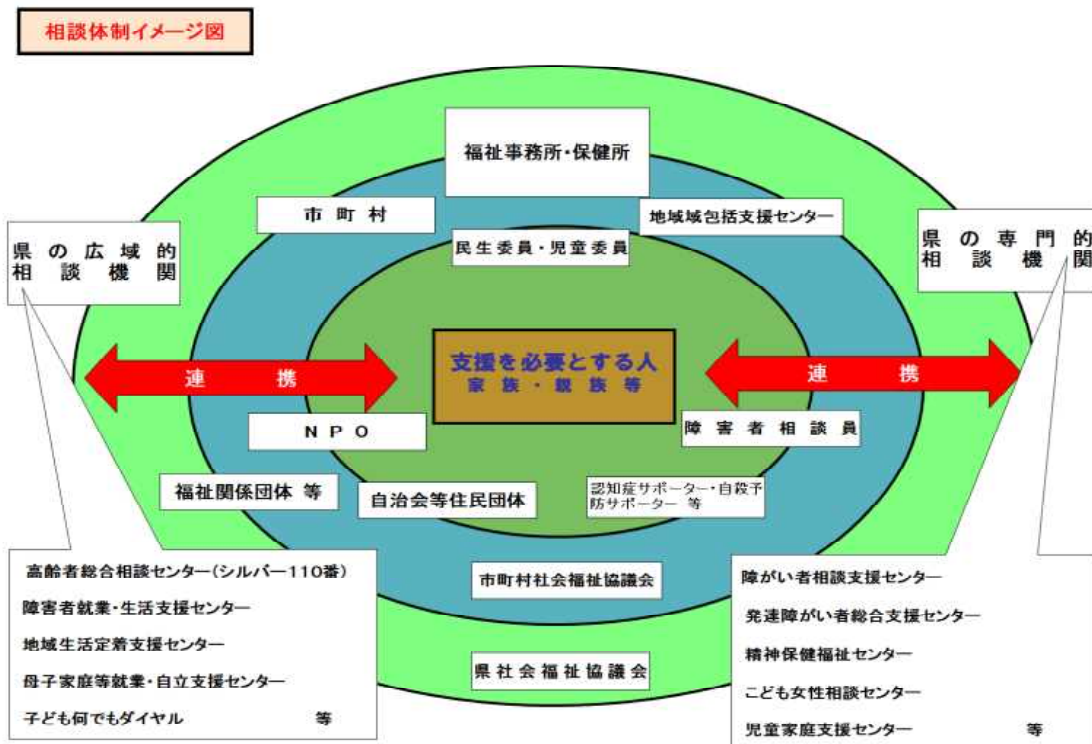 相談体制イメージ図
福祉事務所・保健所
市町村
地域域包括支援センター
県の広域的
相談機関
県の専門的
相談機関
民生委員・児童委員
支援を必要とする人
家族・親族等
連携
連携
NPO
障害者相談員
福祉関係団体 等
自治会等住民団体
認知症サポーター・自殺予
防サポーター 等
市町村社会福祉協議会
県社会福祉協議会
高齢者総合相談センター(シルバー110番)
障害者就業・生活支援センター
地域生活定着支援センター
母子家庭等就業・自立支援センター
子ども何でもダイヤル 等
障がい者相談支援センター
発達障がい者総合支援センター
精神保健福祉センター
こども女性相談センター
児童家庭支援センター 等